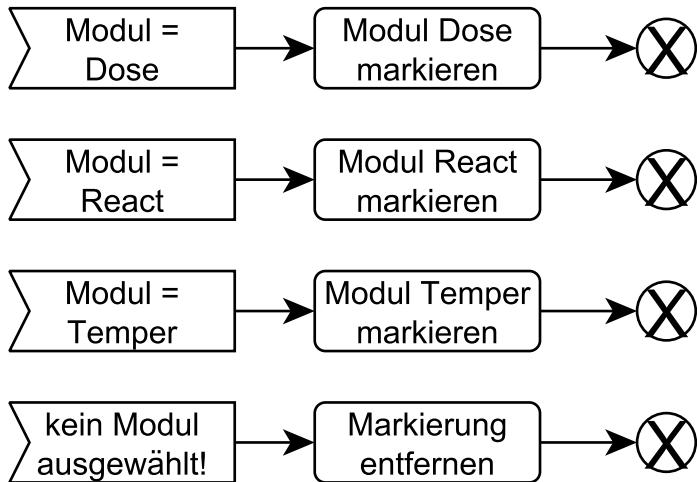 Modul =
Dose
Modul Dose
markieren
Modul =
React
Modul React
markieren
Modul =
Temper
Modul Temper
markieren
kein Modul
ausgewählt!
Markierung
entfernen